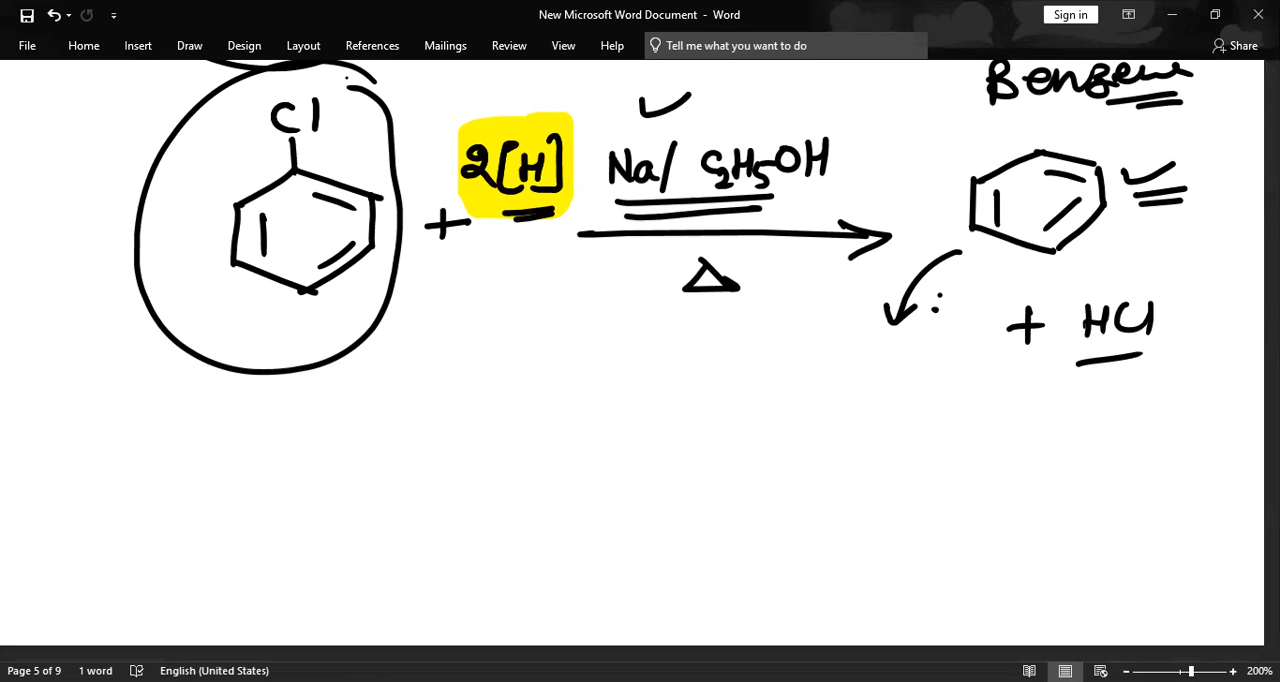 New Microsoft Word Document - Word
Sign in
File Home Insert Draw Design Layout References Mailings Review View Help Tell me what you want to do Share
Benzene
Cl
+ 2[H] Na/ C2H5-OH
Δ
+ HCl
Page 5 of 9 1 word English (United States) 200%